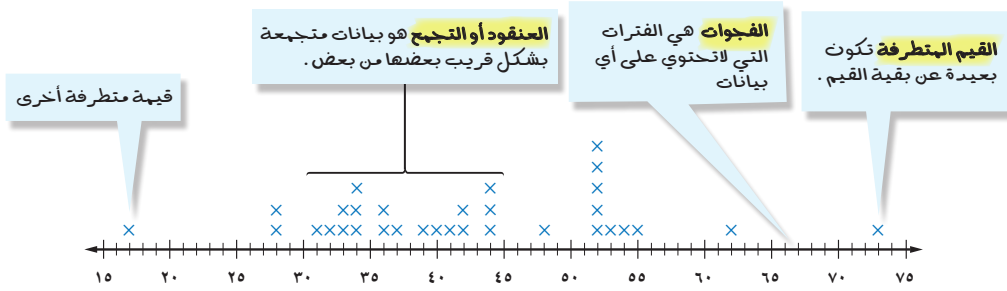 القيم المتطرفة تكون
بعيدة عن بقية القيم .
الفجوات هي الفترات
التي لاتحتوي على أي
بيانات
العنقود أو التجمع هو بيانات متجمعة
بشكل قريب بعضها من بعض .
قيمة متطرفة أخرى
١٥ ٢٠ ٢٥ ٣٠ ٣٥ ٤٠ ٤٥ ٥٠ ٥٥ ٦٠ ٦٥ ٧٠ ٧٥